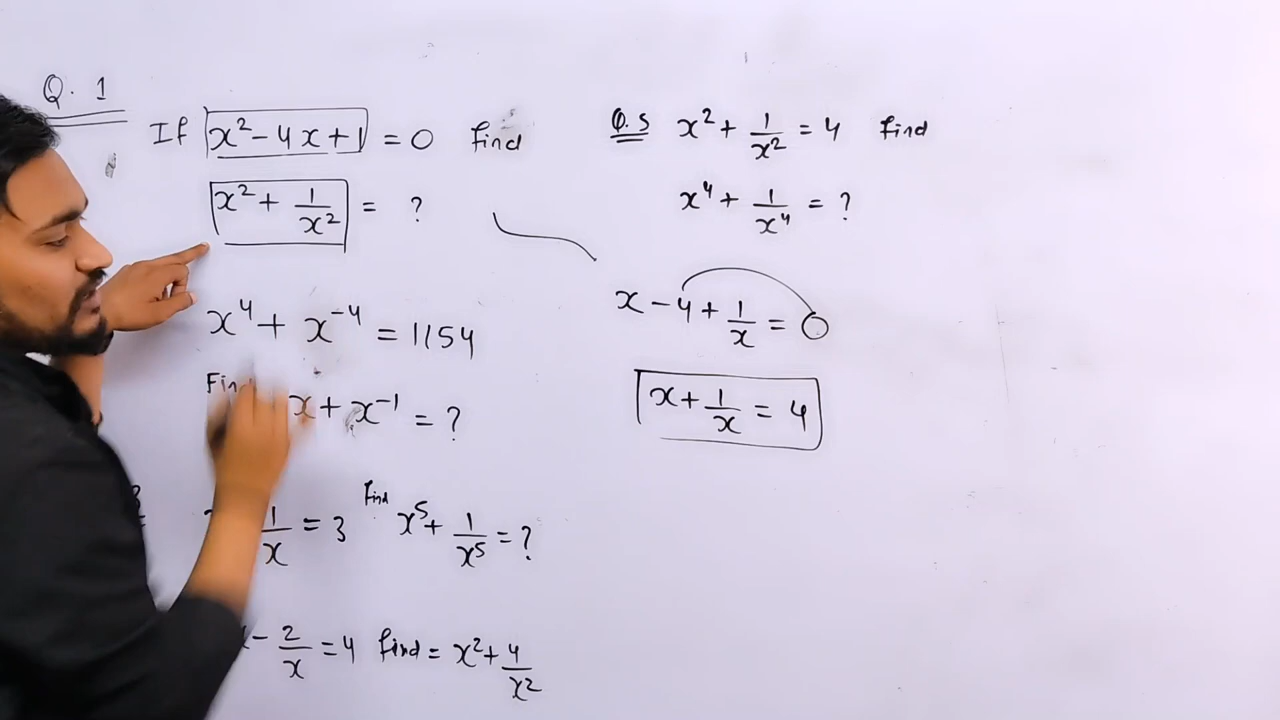 Q. 1
If x² - 4x + 1 = 0 find
x² + 1/x² = ?
x⁴ + x⁻⁴ = 1154
Find x + x⁻¹ = ?
1/x = 3 find x⁵ + 1/x⁵ = ?
- 2/x = 4 find = x² + 4/x²
Q.5 x² + 1/x² = 4 find
x⁴ + 1/x⁴ = ?
x - 4 + 1/x = 0
x + 1/x = 4